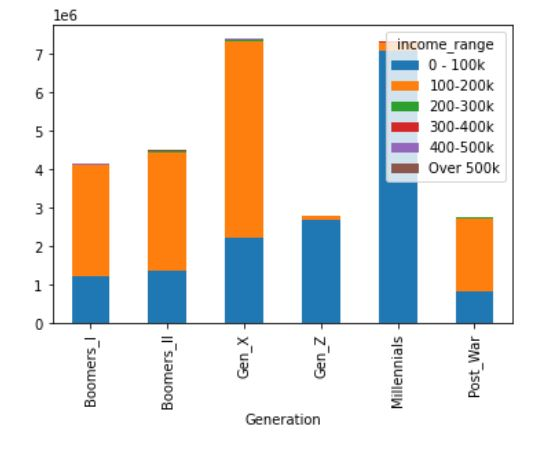 1e6
7
6
5
4
3
2
1
0
income_range
0 - 100k
100-200k
200-300k
300-400k
400-500k
Over 500k
Boomers_I
Boomers_II
Gen_X
Gen_Z
Millennials
Post_War
Generation